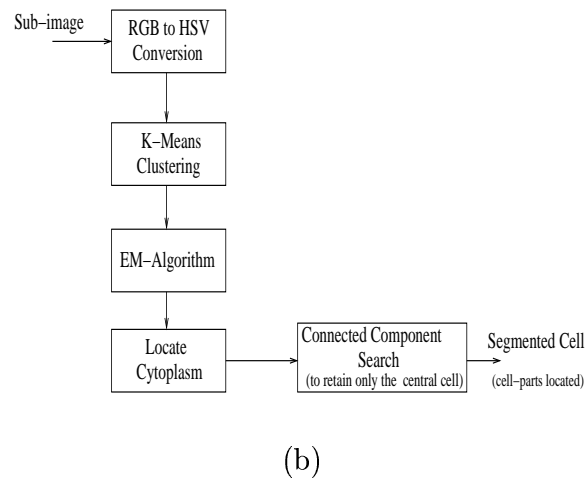 Sub-image
RGB to HSV
Conversion
K-Means
Clustering
EM-Algorithm
Locate
Cytoplasm
Connected Component
Search
(to retain only the central cell)
Segmented Cell
(cell-parts located)
(b)